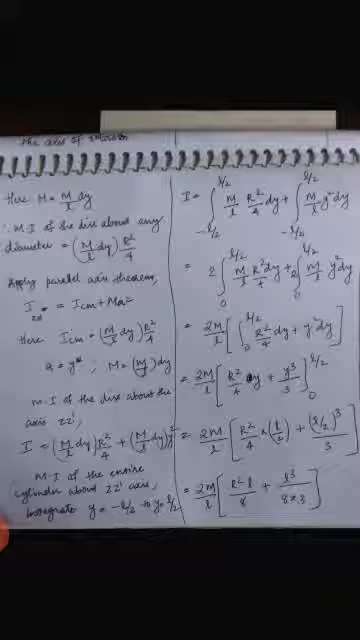 the axis of rotation
Here M = M/l dy
∴ M.I of the disc about any
diameter = (M/l dy) R²/4
Apply parallel axis theorem,
I_zz' = Icm + Ma²
Here Icm = (M/l dy) R²/4
a = y ; M = (M/l) dy
M.I of the disc about the
axis zz',
I = (M/l dy) R²/4 + (M/l dy) y²
M.I of the entire
cylinder about zz' axis,
integrate y = -l/2 to y = l/2
I = ∫_{-l/2}^{l/2} M/l R²/4 dy + ∫_{-l/2}^{l/2} M/l y² dy
= 2 ∫_0^{l/2} M/l R²/4 dy + 2 ∫_0^{l/2} M/l y² dy
= 2M/l [ ∫_0^{l/2} R²/4 dy + y² dy ]
= 2M/l [ R²/4 y + y³/3 ]_0^{l/2}
= 2M/l [ R²/4 × (l/2) + (l/2)³/3 ]
= 2M/l [ R² l/8 + l³/8×3 ]